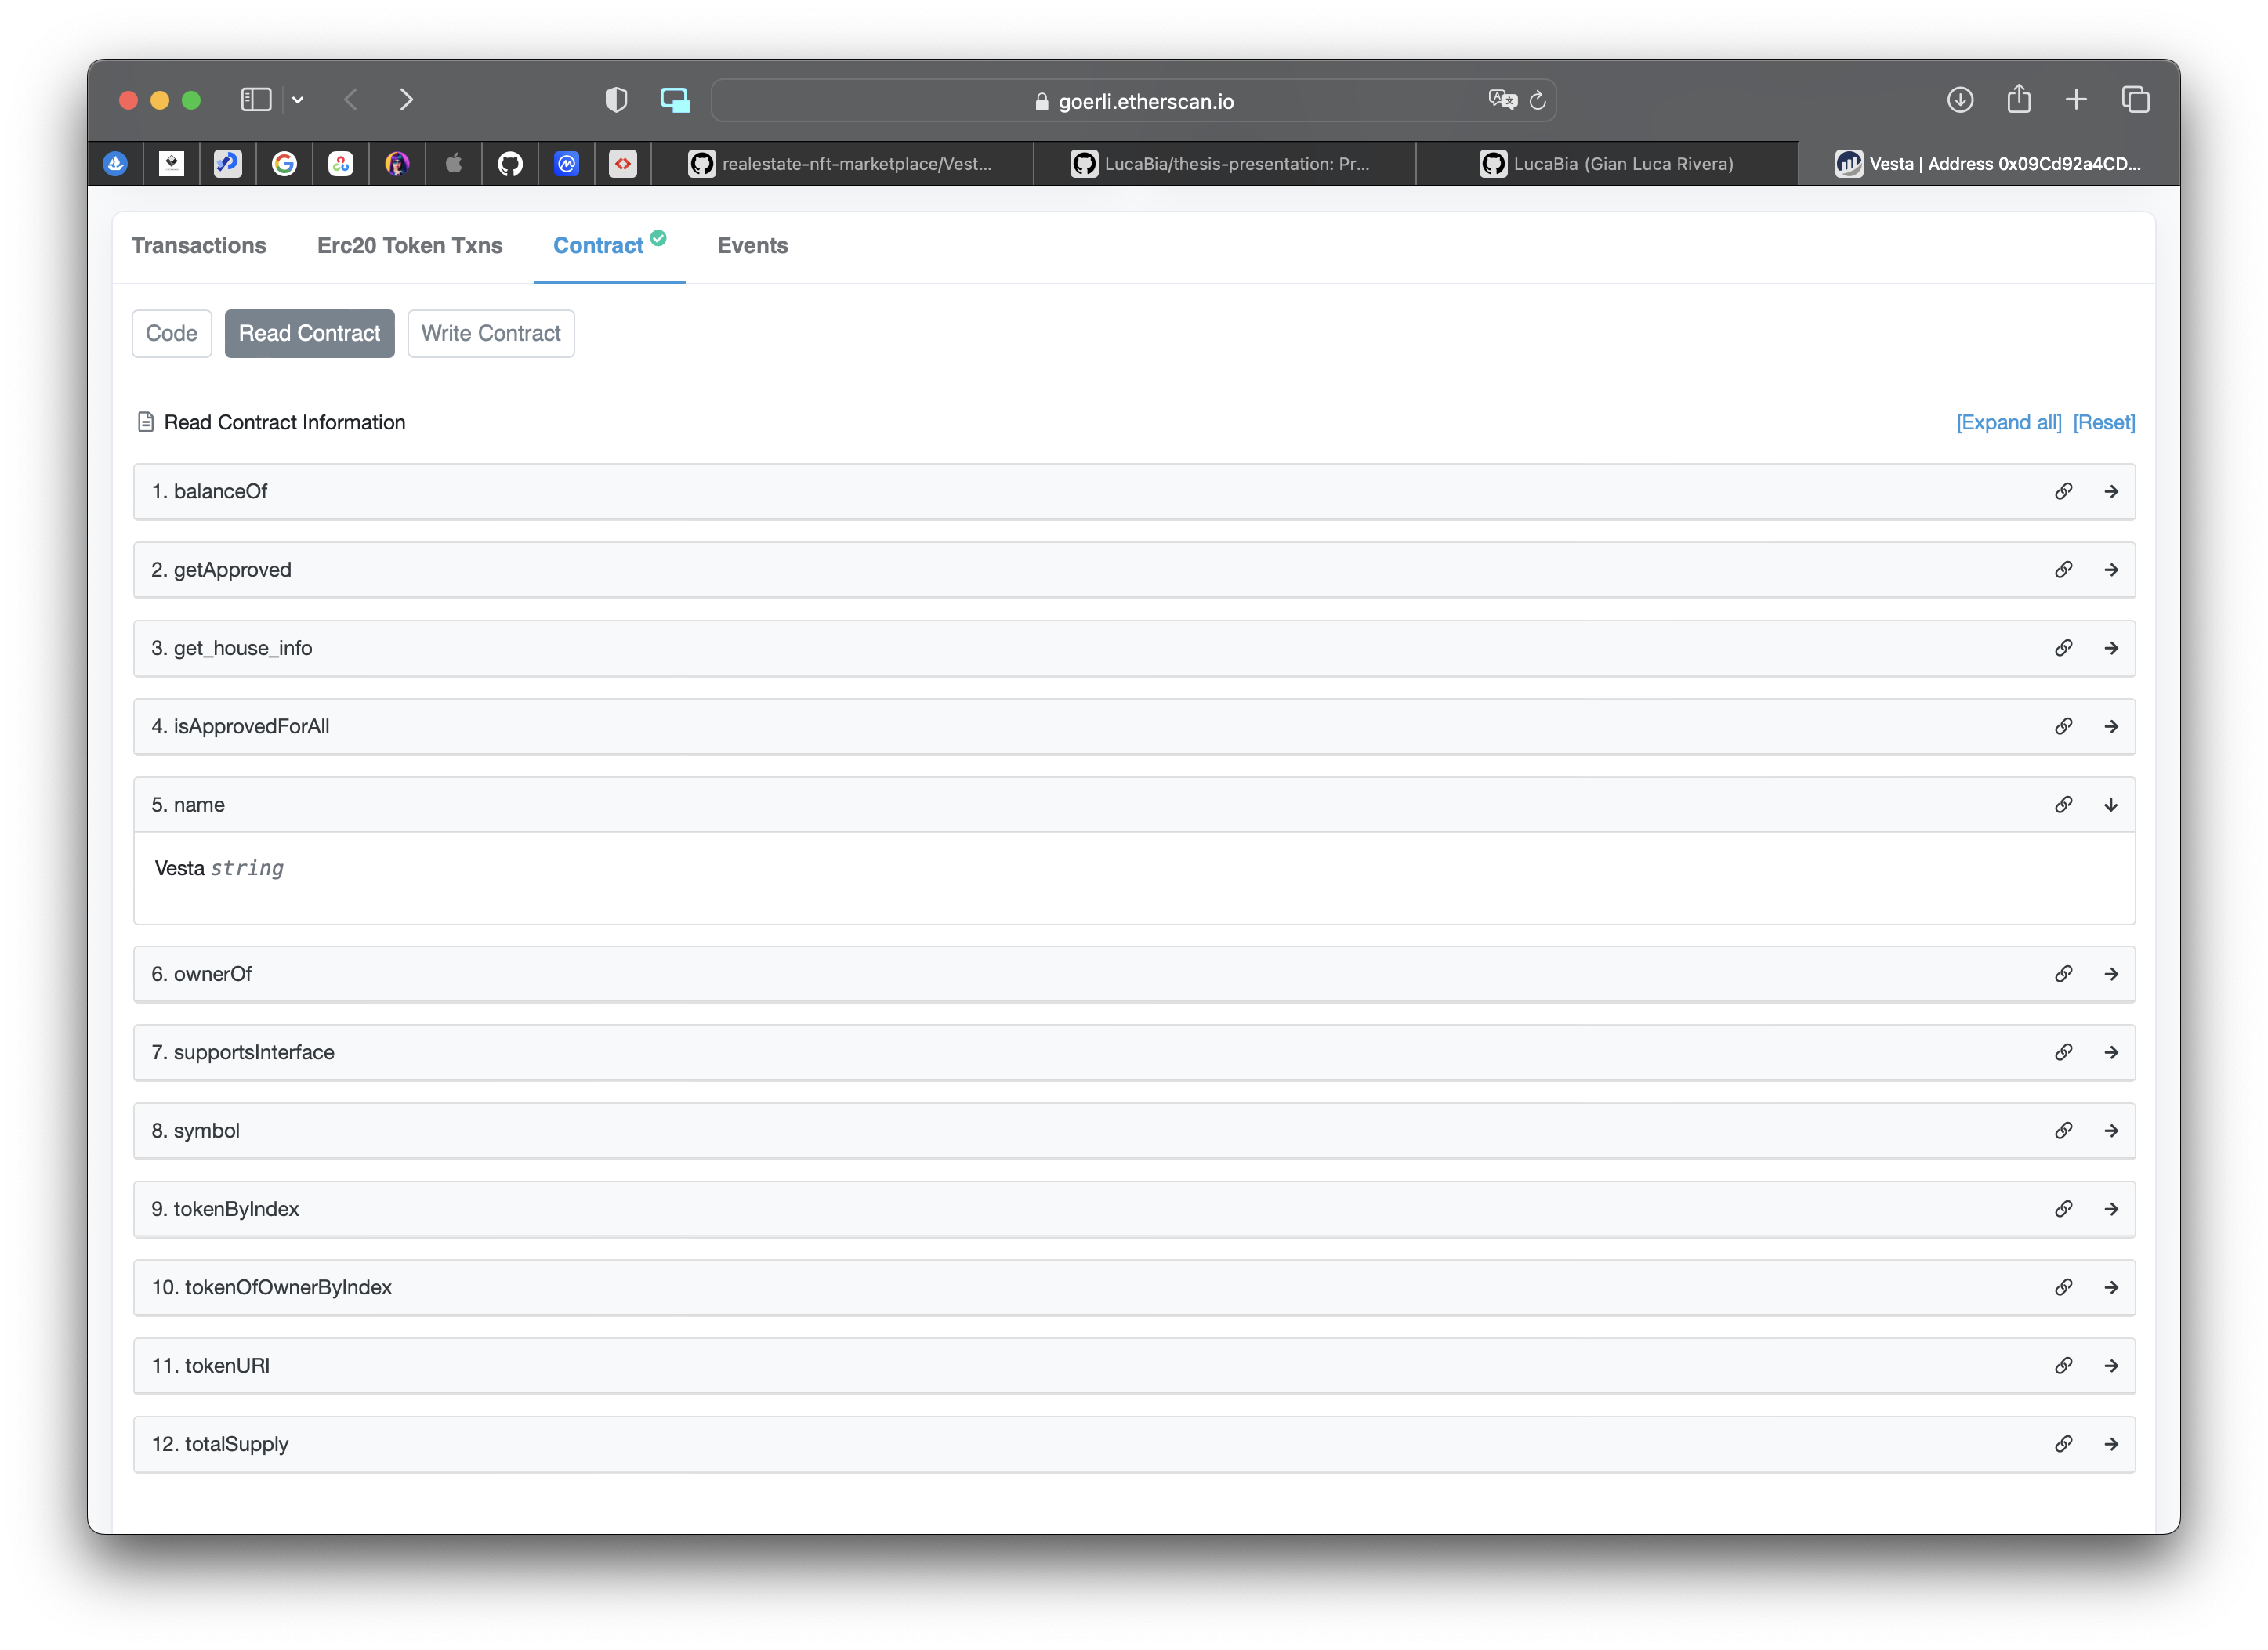 goerli.etherscan.io
realestate-nft-marketplace/Vest...
LucaBia/thesis-presentation: Pr...
LucaBia (Gian Luca Rivera)
Vesta | Address 0x09Cd92a4CD...
Transactions Erc20 Token Txns Contract Events
Code Read Contract Write Contract
Read Contract Information [Expand all] [Reset]
1. balanceOf
2. getApproved
3. get_house_info
4. isApprovedForAll
5. name
Vesta string
6. ownerOf
7. supportsInterface
8. symbol
9. tokenByIndex
10. tokenOfOwnerByIndex
11. tokenURI
12. totalSupply